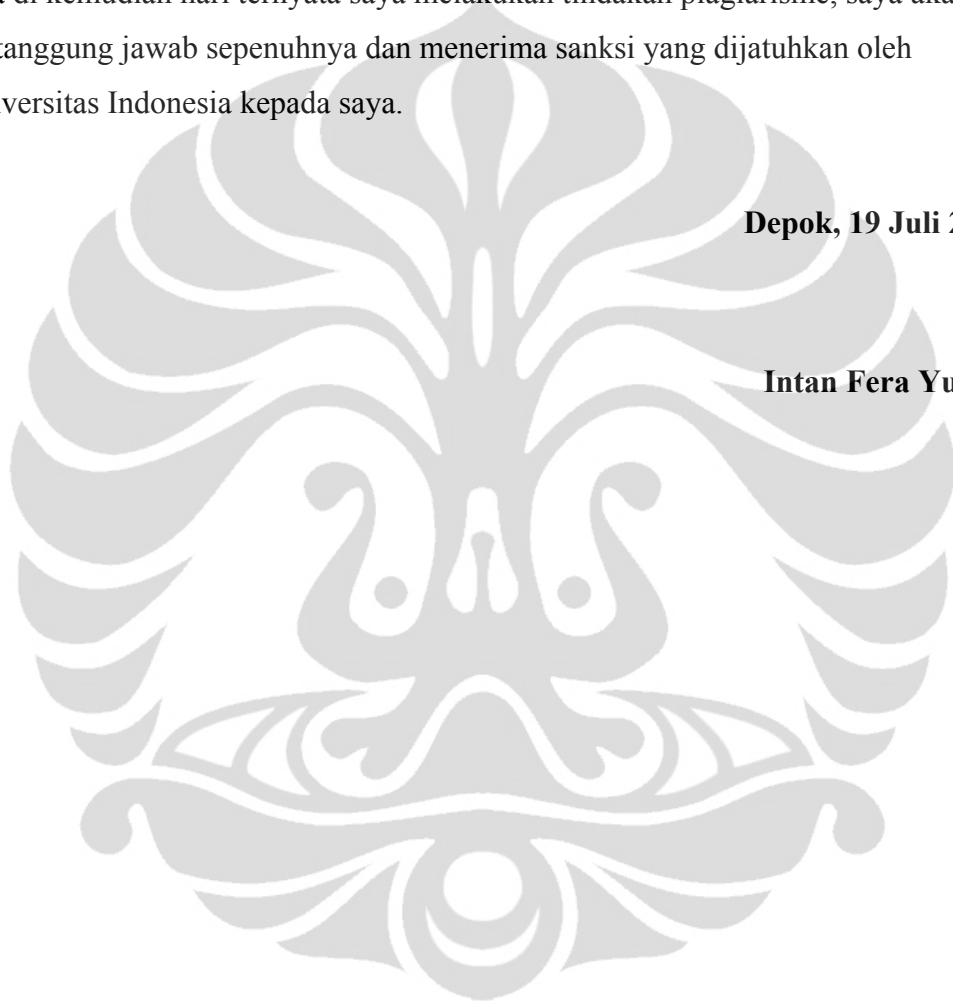 di kemudian hari ternyata saya melakukan tindakan plagiarisme, saya
tanggung jawab sepenuhnya dan menerima sanksi yang dijatuhkan oleh
versitas Indonesia kepada saya.
Depok, 19 Juli
Intan Fera